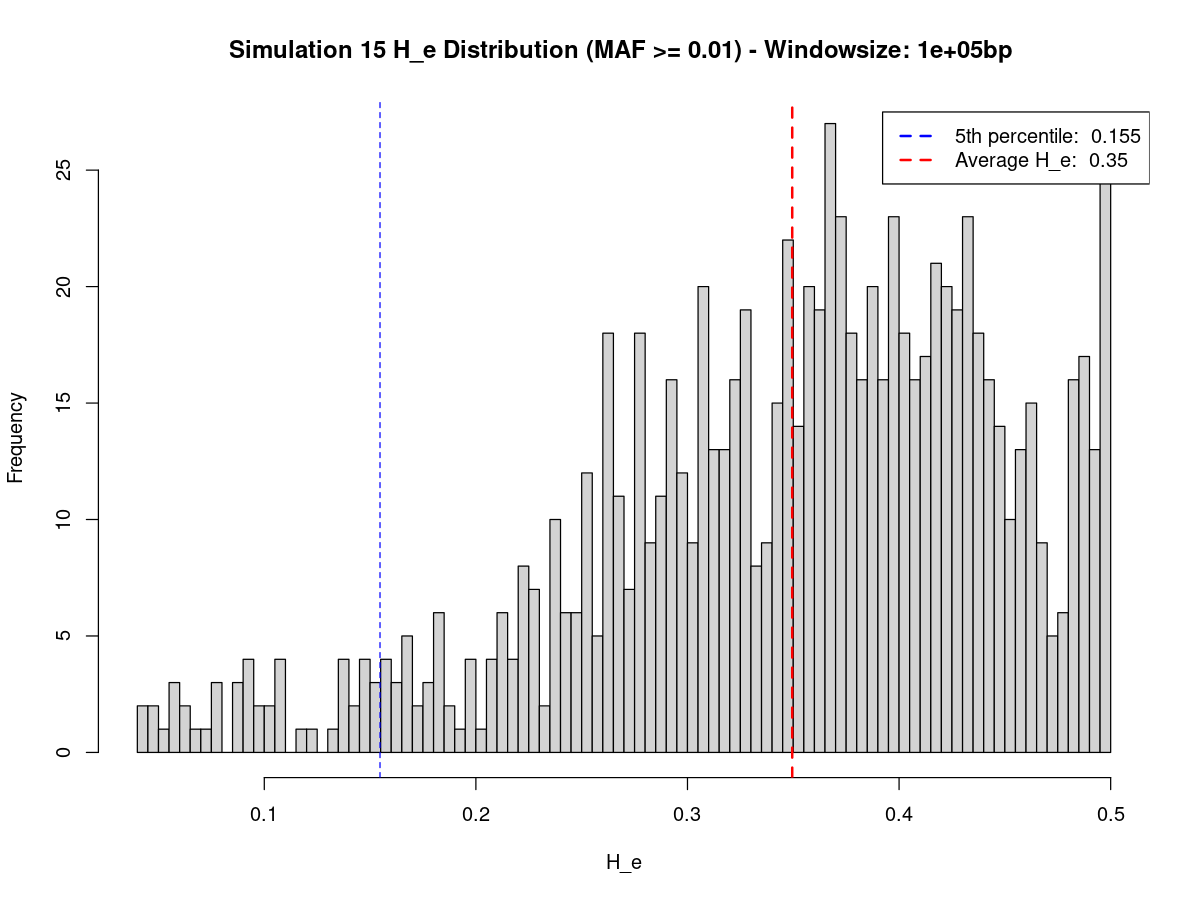 Simulation 15 H_e Distribution (MAF >= 0.01) - Windowsize: 1e+05bp
5th percentile:  0.155
Average H_e:  0.35
Frequency
25
20
15
10
5
0
0.1
0.2
0.3
0.4
0.5
H_e